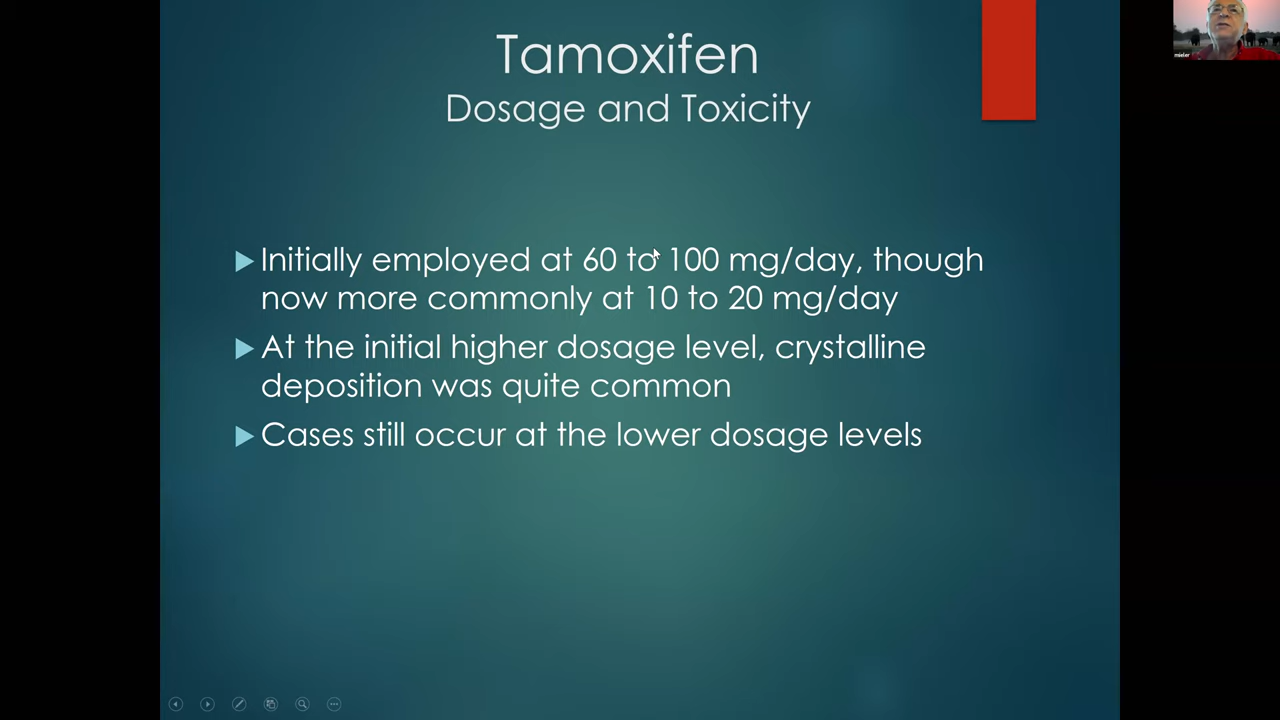 Tamoxifen
Dosage and Toxicity
Initially employed at 60 to 100 mg/day, though
now more commonly at 10 to 20 mg/day
At the initial higher dosage level, crystalline
deposition was quite common
Cases still occur at the lower dosage levels
mieler